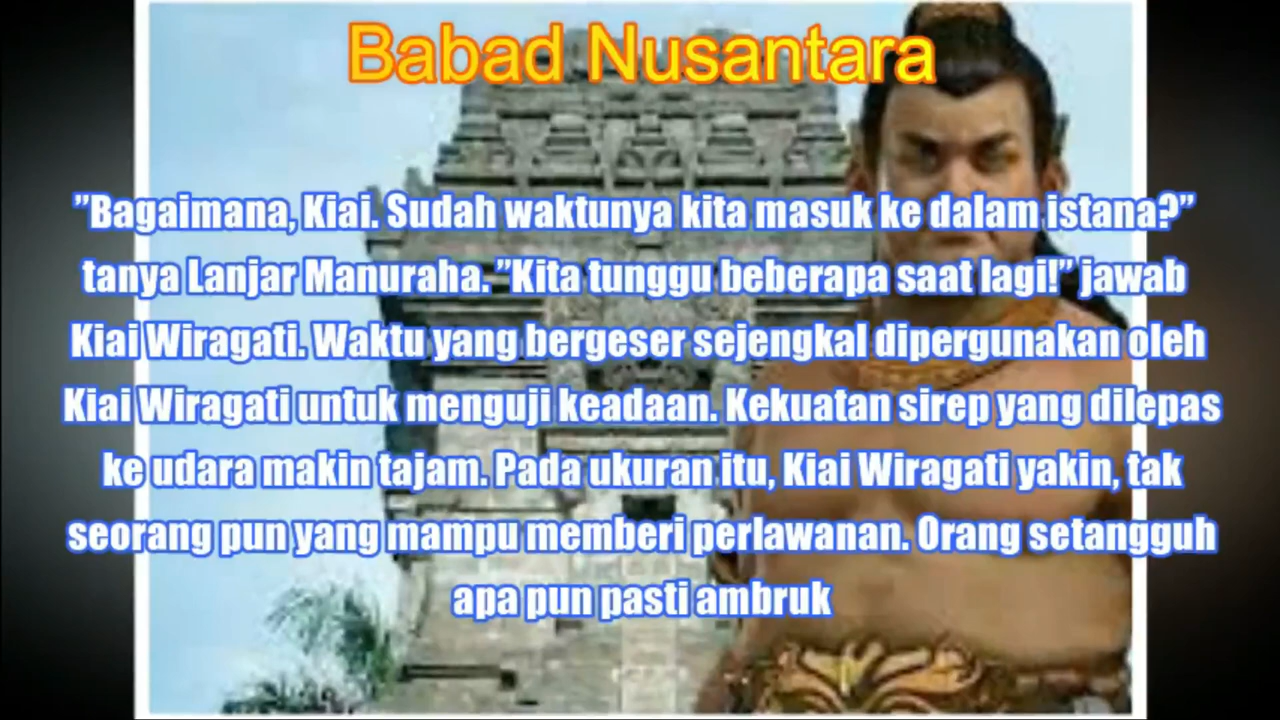 Babad Nusantara
”Bagaimana, Kiai. Sudah waktunya kita masuk ke dalam istana?”
tanya Lanjar Manuraha.”Kita tunggu beberapa saat lagi!” jawab
Kiai Wiragati. Waktu yang bergeser sejengkal dipergunakan oleh
Kiai Wiragati untuk menguji keadaan. Kekuatan sirep yang dilepas
ke udara makin tajam. Pada ukuran itu, Kiai Wiragati yakin, tak
seorang pun yang mampu memberi perlawanan. Orang setangguh
apa pun pasti ambruk